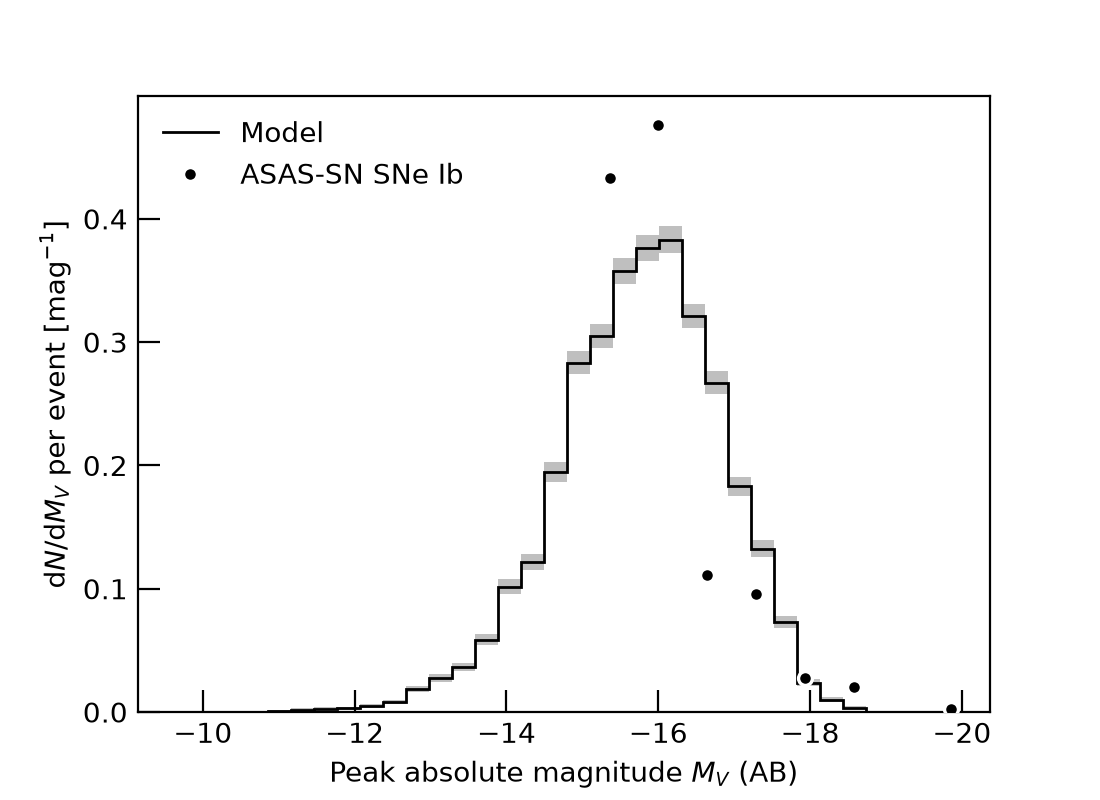 Model
ASAS-SN SNe Ib
dN/dM_V per event [mag⁻¹]
0.4
0.3
0.2
0.1
0.0
−10 −12 −14 −16 −18 −20
Peak absolute magnitude M_V (AB)